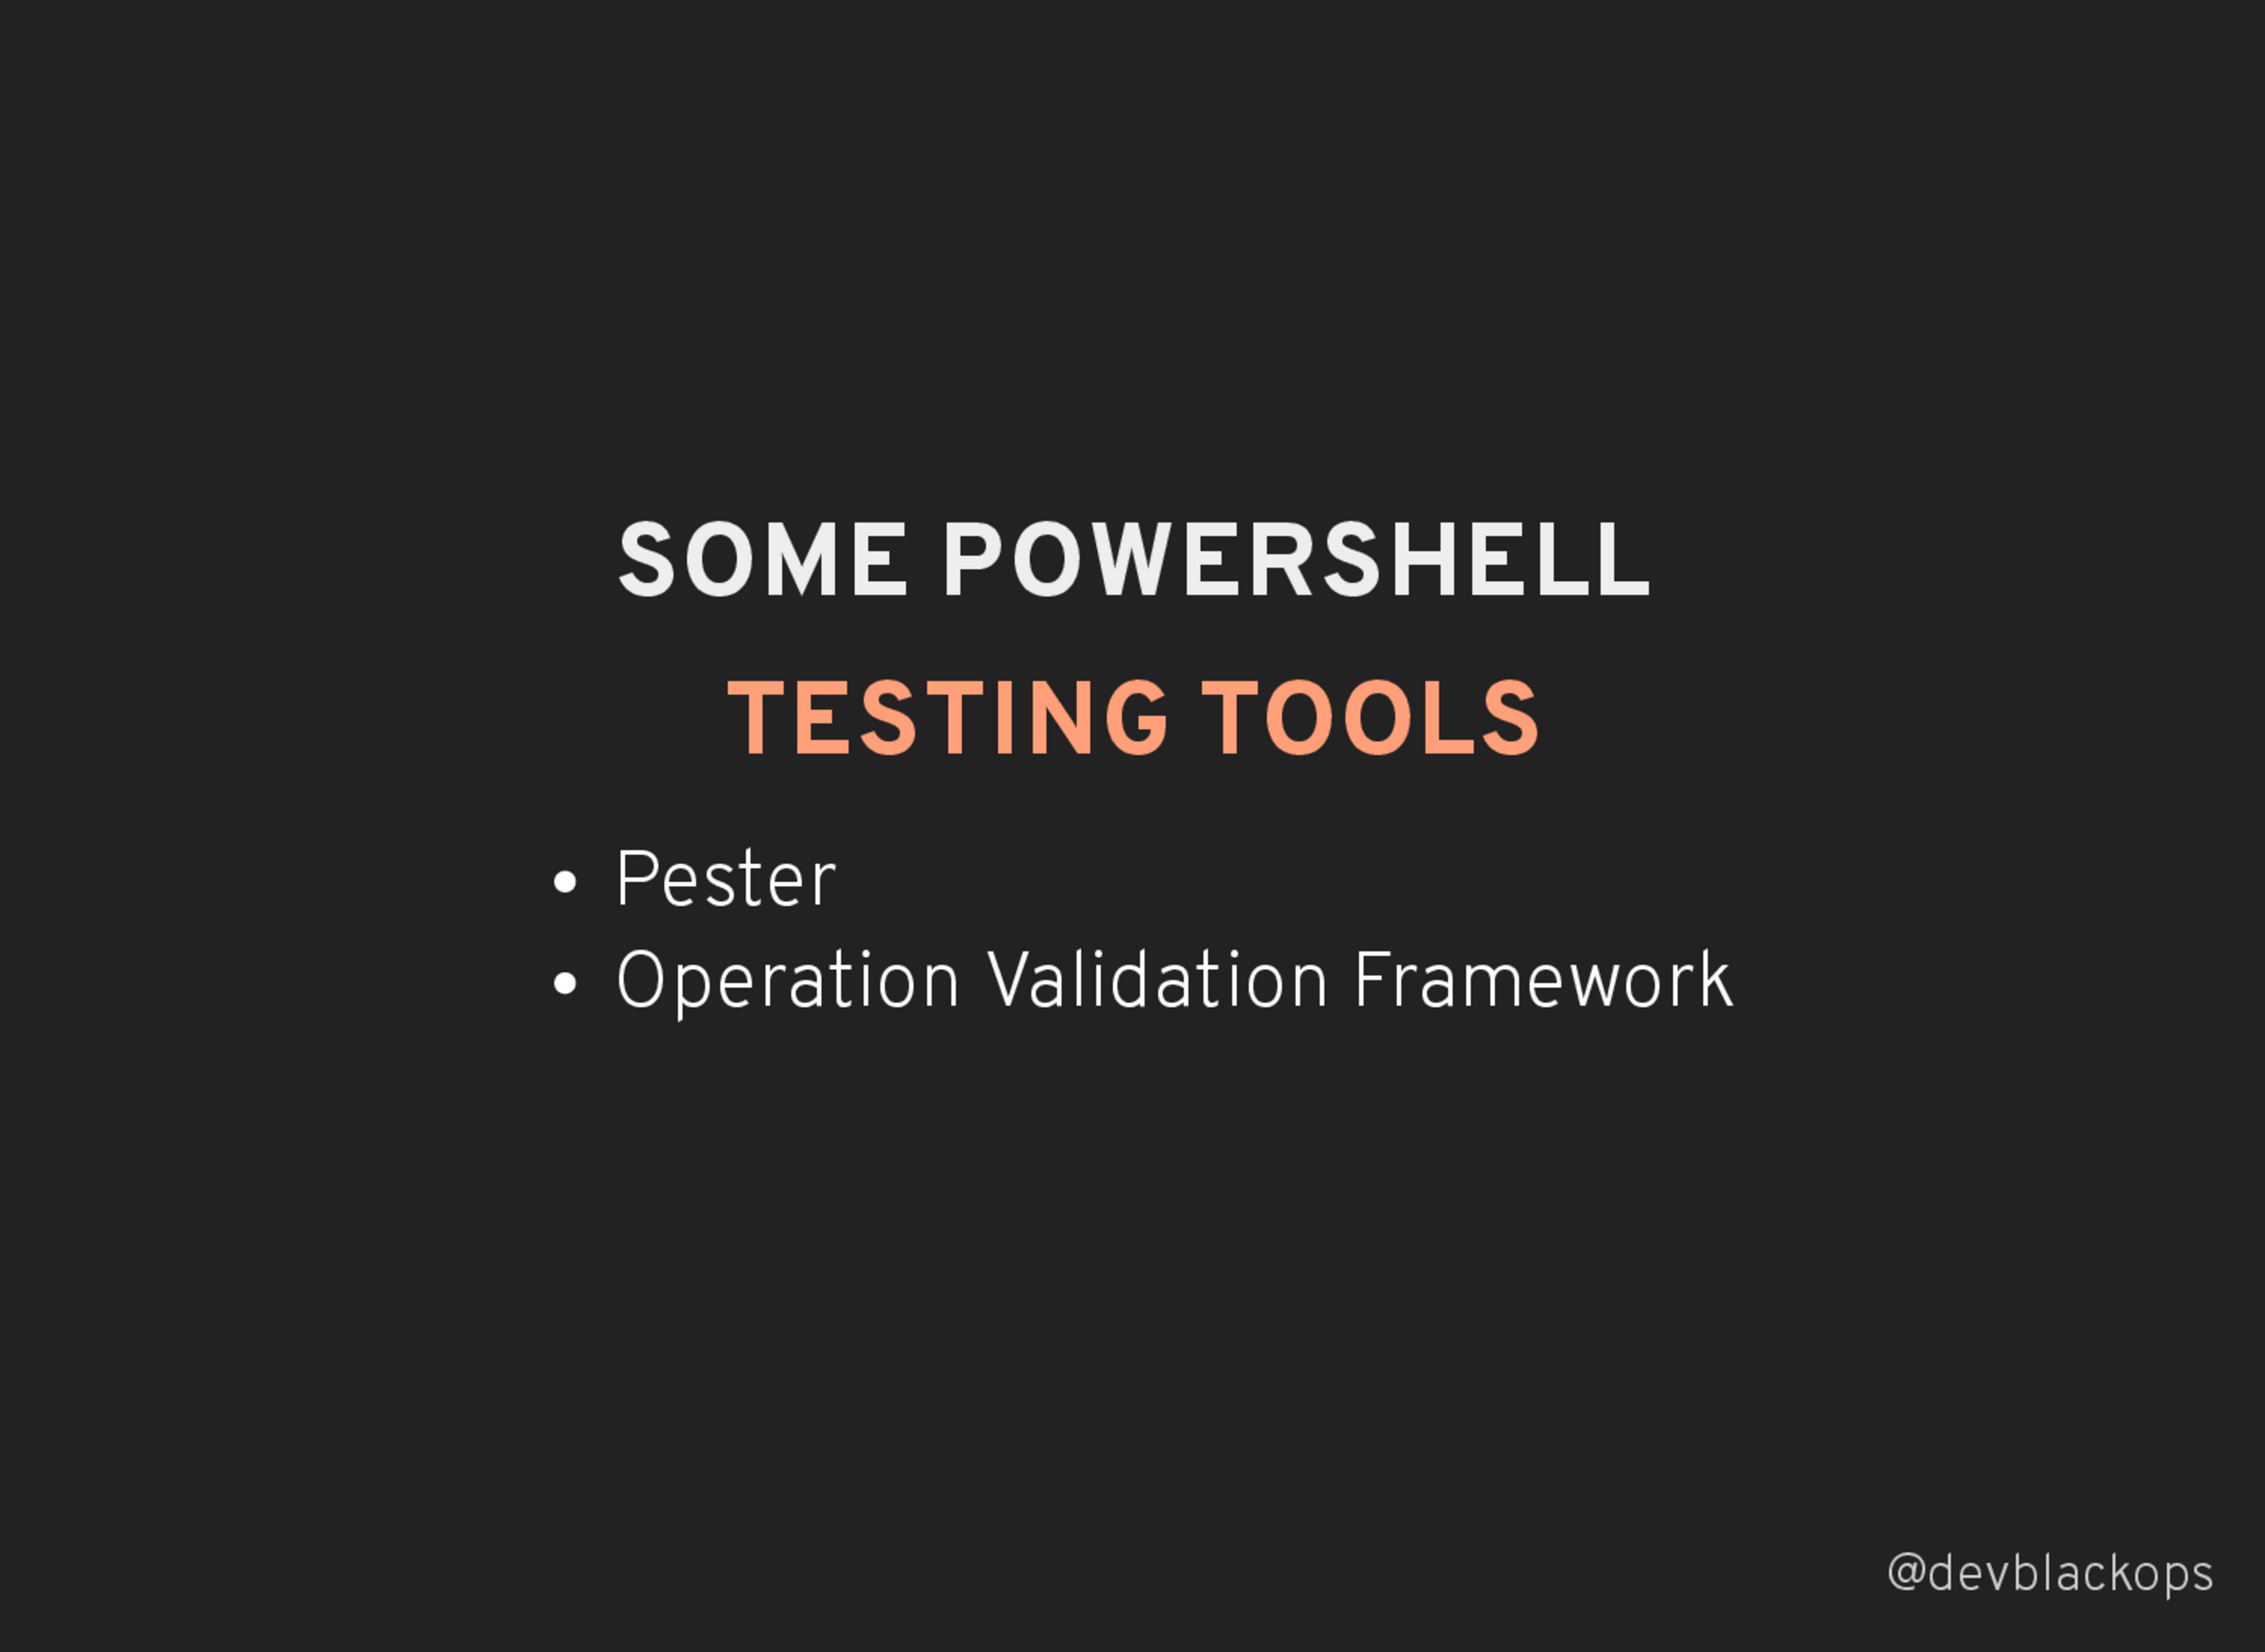 SOME POWERSHELL
TESTING TOOLS
• Pester
• Operation Validation Framework
@devblackops